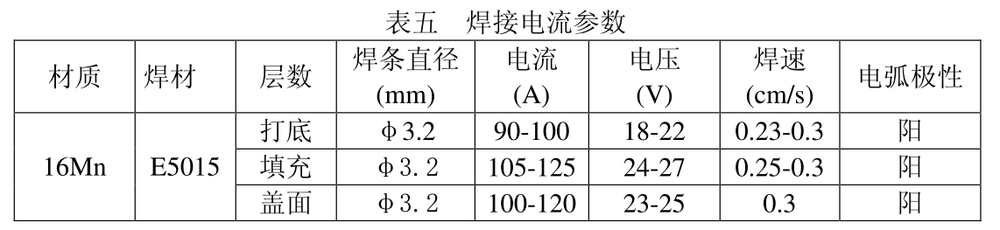 表五 焊接电流参数
材质 焊材 层数 焊条直径(mm) 电流(A) 电压(V) 焊速(cm/s) 电弧极性
16Mn E5015 打底 φ3.2 90-100 18-22 0.23-0.3 阳
填充 φ3.2 105-125 24-27 0.25-0.3 阳
盖面 φ3.2 100-120 23-25 0.3 阳